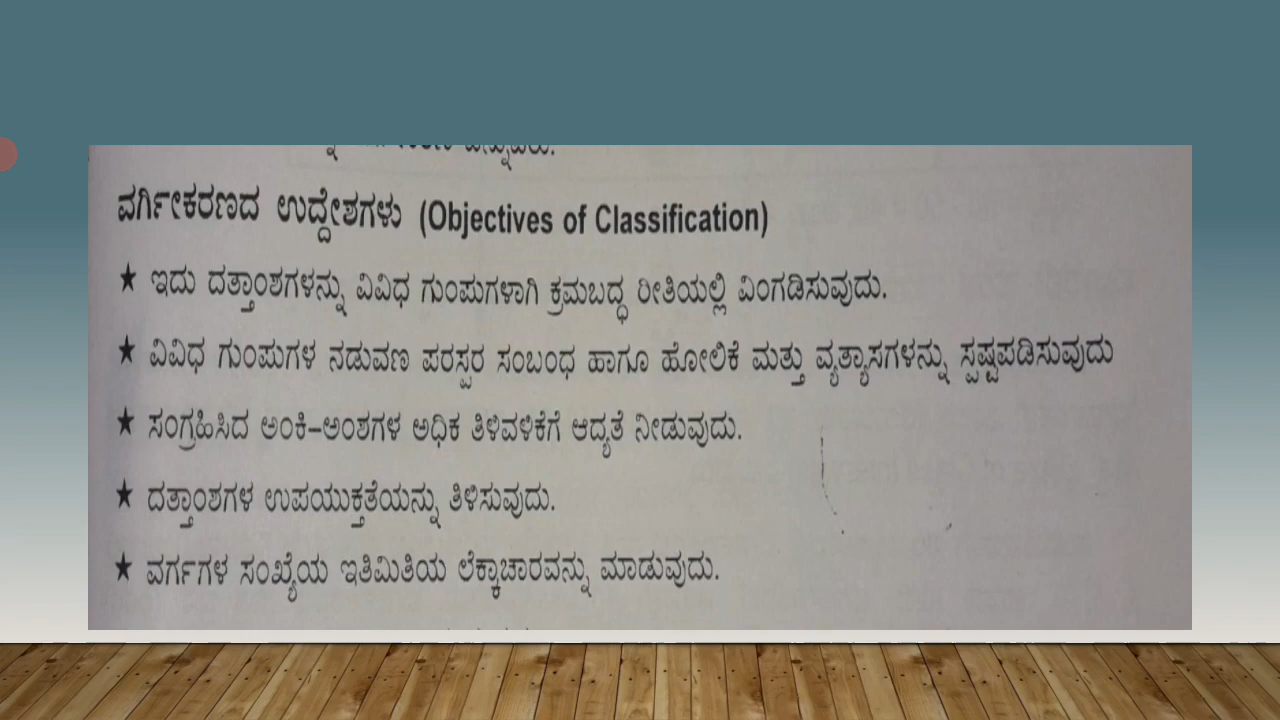 ವರ್ಗೀಕರಣದ ಉದ್ದೇಶಗಳು (Objectives of Classification)
★ ಇದು ದತ್ತಾಂಶಗಳನ್ನು ವಿವಿಧ ಗುಂಪುಗಳಾಗಿ ಕ್ರಮಬದ್ಧ ರೀತಿಯಲ್ಲಿ ವಿಂಗಡಿಸುವುದು.
★ ವಿವಿಧ ಗುಂಪುಗಳ ನಡುವಣ ಪರಸ್ಪರ ಸಂಬಂಧ ಹಾಗೂ ಹೋಲಿಕೆ ಮತ್ತು ವ್ಯತ್ಯಾಸಗಳನ್ನು ಸ್ಪಷ್ಟಪಡಿಸುವುದು
★ ಸಂಗ್ರಹಿಸಿದ ಅಂಕಿ–ಅಂಶಗಳ ಅಧಿಕ ತಿಳಿವಳಿಕೆಗೆ ಆದ್ಯತೆ ನೀಡುವುದು.
★ ದತ್ತಾಂಶಗಳ ಉಪಯುಕ್ತತೆಯನ್ನು ತಿಳಿಸುವುದು.
★ ವರ್ಗಗಳ ಸಂಖ್ಯೆಯ ಇತಿಮಿತಿಯ ಲೆಕ್ಕಾಚಾರವನ್ನು ಮಾಡುವುದು.